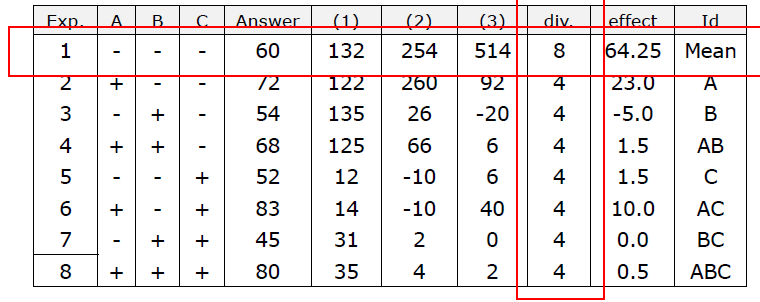 Exp. A B C Answer (1) (2) (3) div. effect Id
1 - - - 60 132 254 514 8 64.25 Mean
2 + - - 72 122 260 92 4 23.0 A
3 - + - 54 135 26 -20 4 -5.0 B
4 + + - 68 125 66 6 4 1.5 AB
5 - - + 52 12 -10 6 4 1.5 C
6 + - + 83 14 -10 40 4 10.0 AC
7 - + + 45 31 2 0 4 0.0 BC
8 + + + 80 35 4 2 4 0.5 ABC